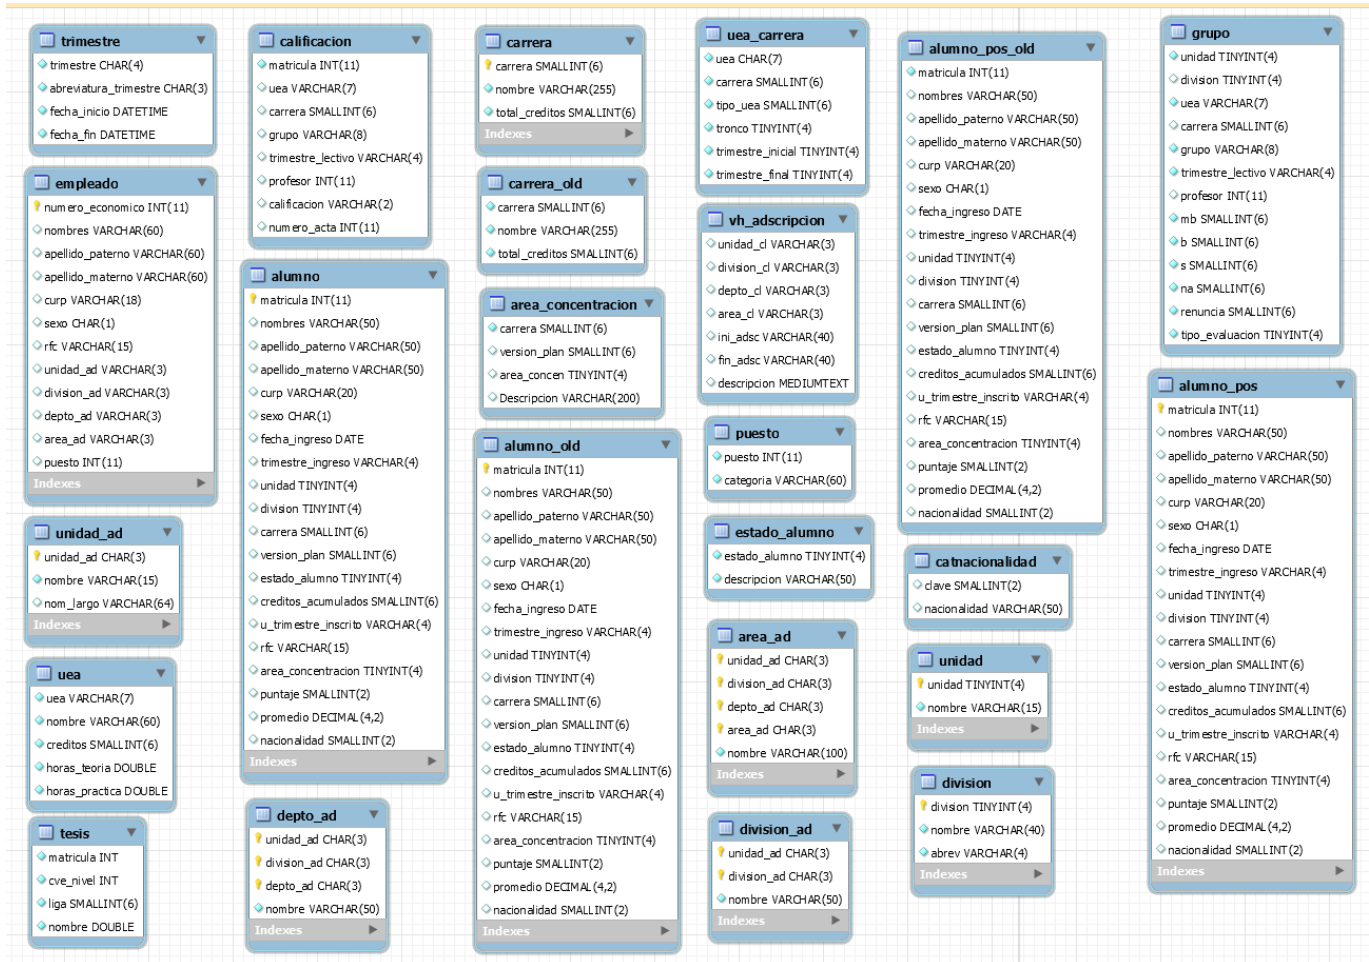 trimestre
trimestre CHAR(4)
abreviatura_trimestre CHAR(3)
fecha_inicio DATETIME
fecha_fin DATETIME
empleado
numero_economico INT(11)
nombres VARCHAR(60)
apellido_paterno VARCHAR(60)
apellido_materno VARCHAR(60)
curp VARCHAR(18)
sexo CHAR(1)
rfc VARCHAR(15)
unidad_ad VARCHAR(3)
division_ad VARCHAR(3)
depto_ad VARCHAR(3)
area_ad VARCHAR(3)
puesto INT(11)
Indexes
unidad_ad
unidad_ad CHAR(3)
nombre VARCHAR(15)
nom_largo VARCHAR(64)
Indexes
uea
uea VARCHAR(7)
nombre VARCHAR(60)
creditos SMALLINT(6)
horas_teoria DOUBLE
horas_practica DOUBLE
tesis
matricula INT
cve_nivel INT
liga SMALLINT(6)
nombre DOUBLE
calificacion
matricula INT(11)
uea VARCHAR(7)
carrera SMALLINT(6)
grupo VARCHAR(8)
trimestre_lectivo VARCHAR(4)
profesor INT(11)
calificacion VARCHAR(2)
numero_acta INT(11)
alumno
matricula INT(11)
nombres VARCHAR(50)
apellido_paterno VARCHAR(50)
apellido_materno VARCHAR(50)
curp VARCHAR(20)
sexo CHAR(1)
fecha_ingreso DATE
trimestre_ingreso VARCHAR(4)
unidad TINYINT(4)
division TINYINT(4)
carrera SMALLINT(6)
version_plan SMALLINT(6)
estado_alumno TINYINT(4)
creditos_acumulados SMALLINT(6)
u_trimestre_inscrito VARCHAR(4)
rfc VARCHAR(15)
area_concentracion TINYINT(4)
puntaje SMALLINT(2)
promedio DECIMAL(4,2)
nacionalidad SMALLINT(2)
Indexes
depto_ad
unidad_ad CHAR(3)
division_ad CHAR(3)
depto_ad CHAR(3)
nombre VARCHAR(50)
Indexes
carrera
carrera SMALLINT(6)
nombre VARCHAR(255)
total_creditos SMALLINT(6)
Indexes
carrera_old
carrera SMALLINT(6)
nombre VARCHAR(255)
total_creditos SMALLINT(6)
area_concentracion
carrera SMALLINT(6)
version_plan SMALLINT(6)
area_concen TINYINT(4)
Descripcion VARCHAR(200)
alumno_old
matricula INT(11)
nombres VARCHAR(50)
apellido_paterno VARCHAR(50)
apellido_materno VARCHAR(50)
curp VARCHAR(20)
sexo CHAR(1)
fecha_ingreso DATE
trimestre_ingreso VARCHAR(4)
unidad TINYINT(4)
division TINYINT(4)
carrera SMALLINT(6)
version_plan SMALLINT(6)
estado_alumno TINYINT(4)
creditos_acumulados SMALLINT(6)
u_trimestre_inscrito VARCHAR(4)
rfc VARCHAR(15)
area_concentracion TINYINT(4)
puntaje SMALLINT(2)
promedio DECIMAL(4,2)
nacionalidad SMALLINT(2)
Indexes
uea_carrera
uea CHAR(7)
carrera SMALLINT(6)
tipo_uea SMALLINT(6)
tronco TINYINT(4)
trimestre_inicial TINYINT(4)
trimestre_final TINYINT(4)
vh_adscripcion
unidad_cl VARCHAR(3)
division_cl VARCHAR(3)
depto_cl VARCHAR(3)
area_cl VARCHAR(3)
ini_adsc VARCHAR(40)
fin_adsc VARCHAR(40)
descripcion MEDIUMTEXT
puesto
puesto INT(11)
categoria VARCHAR(60)
estado_alumno
estado_alumno TINYINT(4)
descripcion VARCHAR(50)
area_ad
unidad_ad CHAR(3)
division_ad CHAR(3)
depto_ad CHAR(3)
area_ad CHAR(3)
nombre VARCHAR(100)
Indexes
division_ad
unidad_ad CHAR(3)
division_ad CHAR(3)
nombre VARCHAR(50)
Indexes
alumno_pos_old
matricula INT(11)
nombres VARCHAR(50)
apellido_paterno VARCHAR(50)
apellido_materno VARCHAR(50)
curp VARCHAR(20)
sexo CHAR(1)
fecha_ingreso DATE
trimestre_ingreso VARCHAR(4)
unidad TINYINT(4)
division TINYINT(4)
carrera SMALLINT(6)
version_plan SMALLINT(6)
estado_alumno TINYINT(4)
creditos_acumulados SMALLINT(6)
u_trimestre_inscrito VARCHAR(4)
rfc VARCHAR(15)
area_concentracion TINYINT(4)
puntaje SMALLINT(2)
promedio DECIMAL(4,2)
nacionalidad SMALLINT(2)
catnacionalidad
clave SMALLINT(2)
nacionalidad VARCHAR(50)
unidad
unidad TINYINT(4)
nombre VARCHAR(15)
Indexes
division
division TINYINT(4)
nombre VARCHAR(40)
abrev VARCHAR(4)
Indexes
grupo
unidad TINYINT(4)
division TINYINT(4)
uea VARCHAR(7)
carrera SMALLINT(6)
grupo VARCHAR(8)
trimestre_lectivo VARCHAR(4)
profesor INT(11)
mb SMALLINT(6)
b SMALLINT(6)
s SMALLINT(6)
na SMALLINT(6)
renuncia SMALLINT(6)
tipo_evaluacion TINYINT(4)
alumno_pos
matricula INT(11)
nombres VARCHAR(50)
apellido_paterno VARCHAR(50)
apellido_materno VARCHAR(50)
curp VARCHAR(20)
sexo CHAR(1)
fecha_ingreso DATE
trimestre_ingreso VARCHAR(4)
unidad TINYINT(4)
division TINYINT(4)
carrera SMALLINT(6)
version_plan SMALLINT(6)
estado_alumno TINYINT(4)
creditos_acumulados SMALLINT(6)
u_trimestre_inscrito VARCHAR(4)
rfc VARCHAR(15)
area_concentracion TINYINT(4)
puntaje SMALLINT(2)
promedio DECIMAL(4,2)
nacionalidad SMALLINT(2)
Indexes